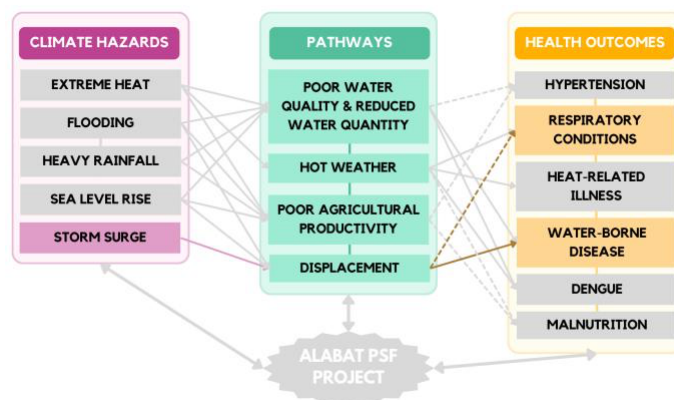 CLIMATE HAZARDS
EXTREME HEAT
FLOODING
HEAVY RAINFALL
SEA LEVEL RISE
STORM SURGE
PATHWAYS
POOR WATER
QUALITY & REDUCED
WATER QUANTITY
HOT WEATHER
POOR AGRICULTURAL
PRODUCTIVITY
DISPLACEMENT
HEALTH OUTCOMES
HYPERTENSION
RESPIRATORY
CONDITIONS
HEAT-RELATED
ILLNESS
WATER-BORNE
DISEASE
DENGUE
MALNUTRITION
ALABAT PSF
PROJECT